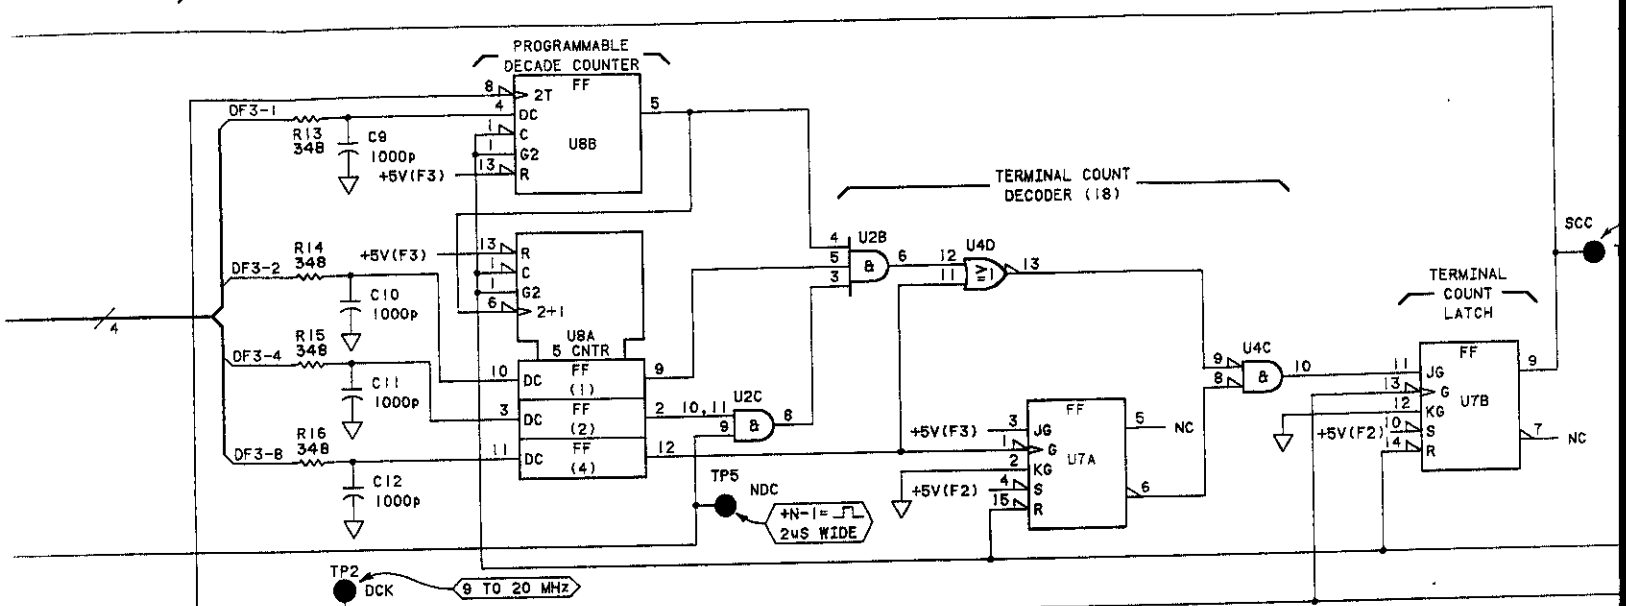 PROGRAMMABLE
DECADE COUNTER
8 2T FF
DF3-1 4 DC 5
R13
348
C9
1000p
1 C U8B
1 G2
+5V(F3) 13 R
TERMINAL COUNT
DECODER (18)
R14
348
DF3-2
+5V(F3) 13 R
1 C
1 G2
6 2+1
C10
1000p
U8A
5 CNTR
4 U2B
5 & 6
3
12 U4D
11 ≥1 13
SCC
TERMINAL
COUNT
LATCH
R15
348
DF3-4
10 DC FF 9
(1)
C11
1000p
3 DC FF 2
(2)
10,11 U2C
9 & 8
R16
348
DF3-8
11 DC FF 12
(4)
C12
1000p
9 U4C
8 & 10
FF
11 JG 9
13 G
12 KG U7B
+5V(F2) 10 S 7 NC
14 R
FF
+5V(F3) 3 JG 5 NC
1 G
2 KG U7A
+5V(F2) 4 S 6
15 R
TP5
NDC
+N-1=
2uS WIDE
4
TP2
DCK
9 TO 20 MHz